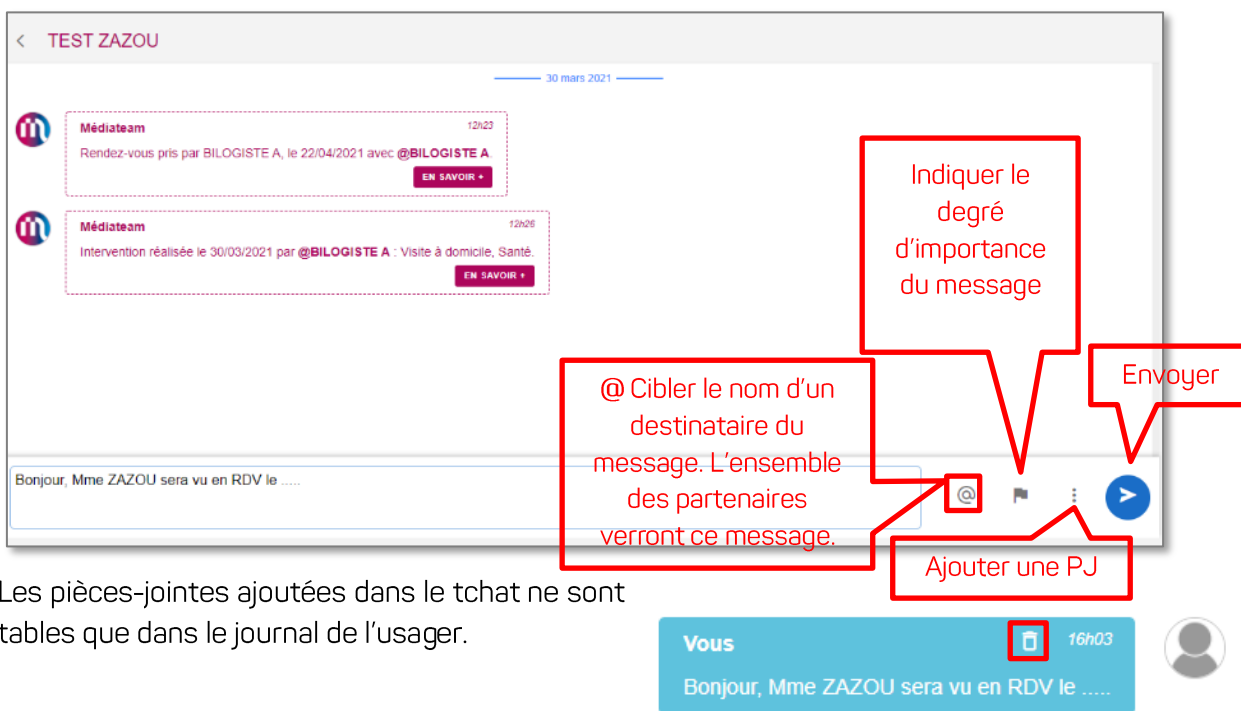 < TEST ZAZOU
30 mars 2021
Médiateam 12h23
Rendez-vous pris par BILOGISTE A, le 22/04/2021 avec @BILOGISTE A.
EN SAVOIR +
Médiateam 12h26
Intervention réalisée le 30/03/2021 par @BILOGISTE A : Visite à domicile, Santé.
EN SAVOIR +
Indiquer le
degré
d'importance
du message
Envoyer
@ Cibler le nom d'un
destinataire du
message. L'ensemble
des partenaires
verront ce message.
Bonjour, Mme ZAZOU sera vu en RDV le .....
@
Ajouter une PJ
Les pièces-jointes ajoutées dans le tchat ne sont
tables que dans le journal de l'usager.
Vous 16h03
Bonjour, Mme ZAZOU sera vu en RDV le .....